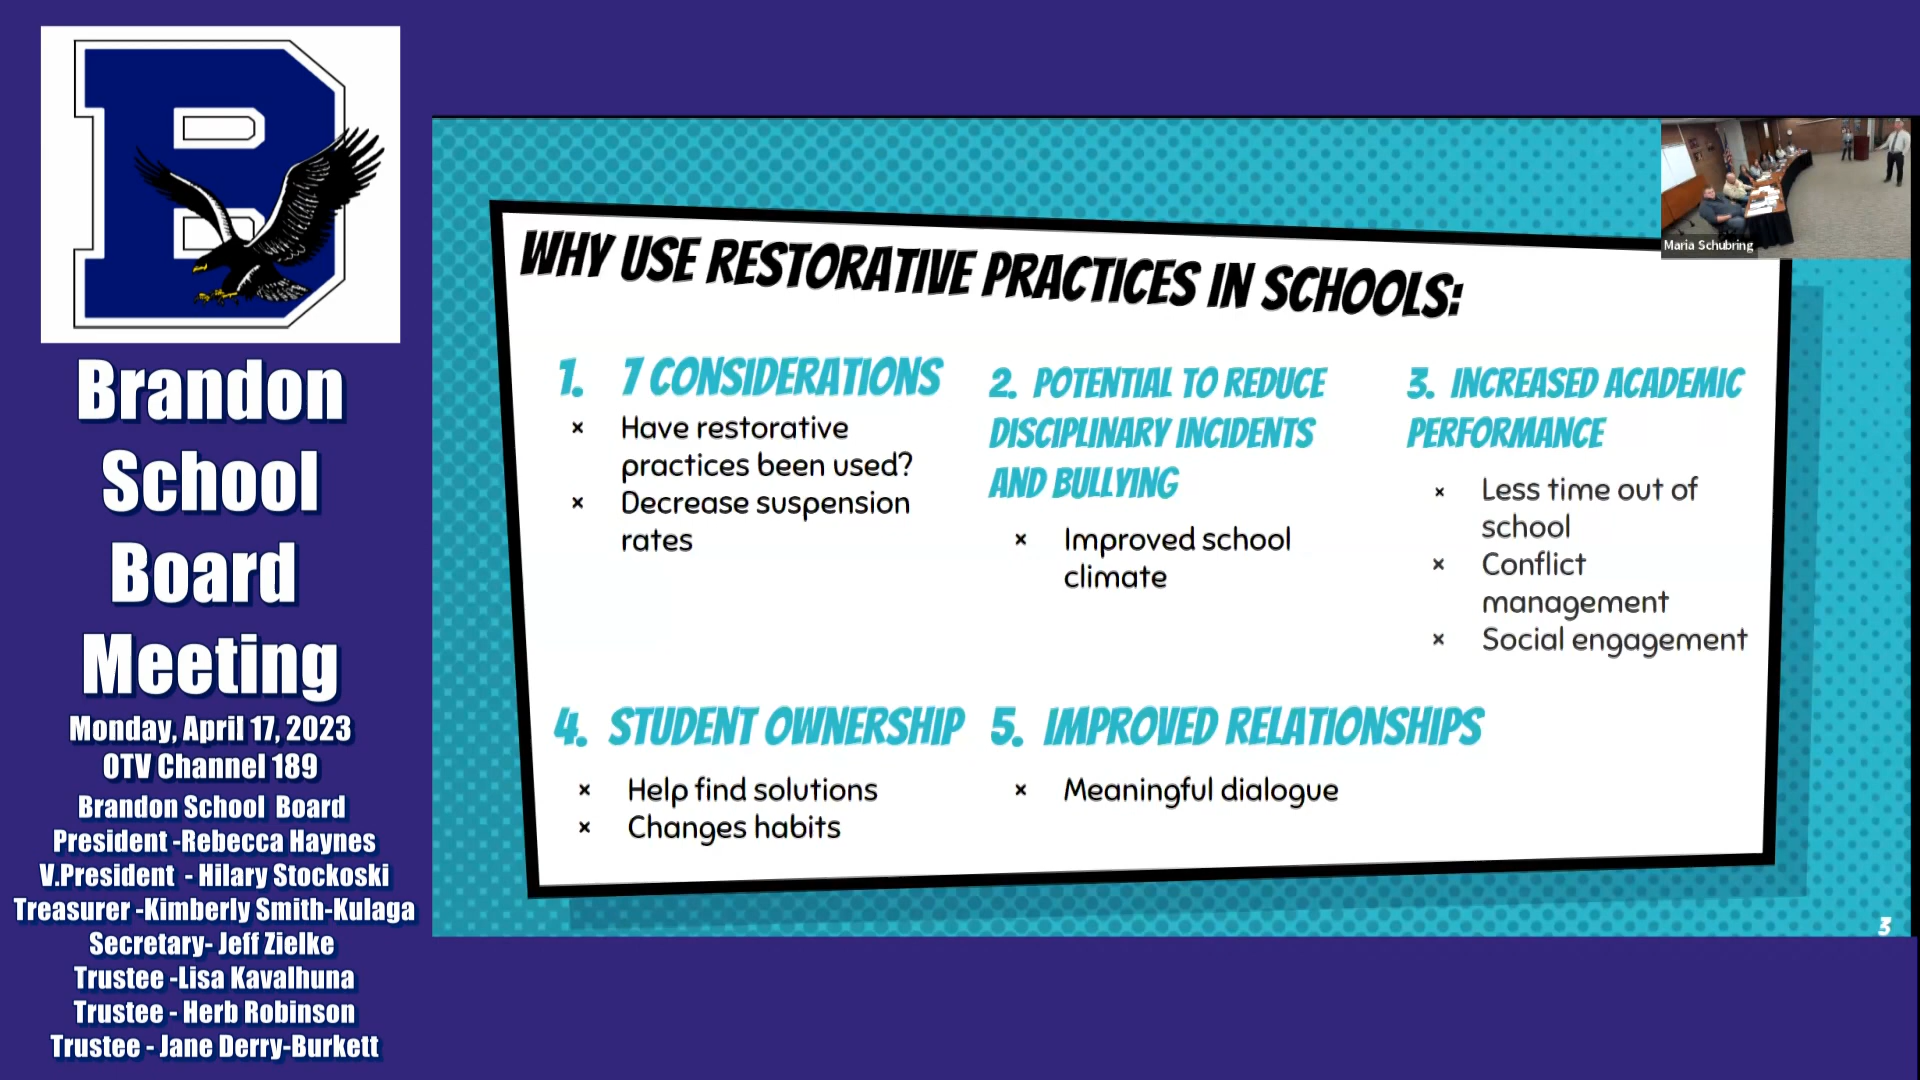 B
Brandon
School
Board
Meeting
Monday, April 17, 2023
OTV Channel 189
Brandon School Board
President -Rebecca Haynes
V.President - Hilary Stockoski
Treasurer -Kimberly Smith-Kulaga
Secretary- Jeff Zielke
Trustee -Lisa Kavalhuna
Trustee - Herb Robinson
Trustee - Jane Derry-Burkett
Maria Schubring
WHY USE RESTORATIVE PRACTICES IN SCHOOLS:
1. 7 CONSIDERATIONS
× Have restorative
practices been used?
× Decrease suspension
rates
2. POTENTIAL TO REDUCE
DISCIPLINARY INCIDENTS
AND BULLYING
× Improved school
climate
3. INCREASED ACADEMIC
PERFORMANCE
× Less time out of
school
× Conflict
management
× Social engagement
4. STUDENT OWNERSHIP
× Help find solutions
× Changes habits
5. IMPROVED RELATIONSHIPS
× Meaningful dialogue
3